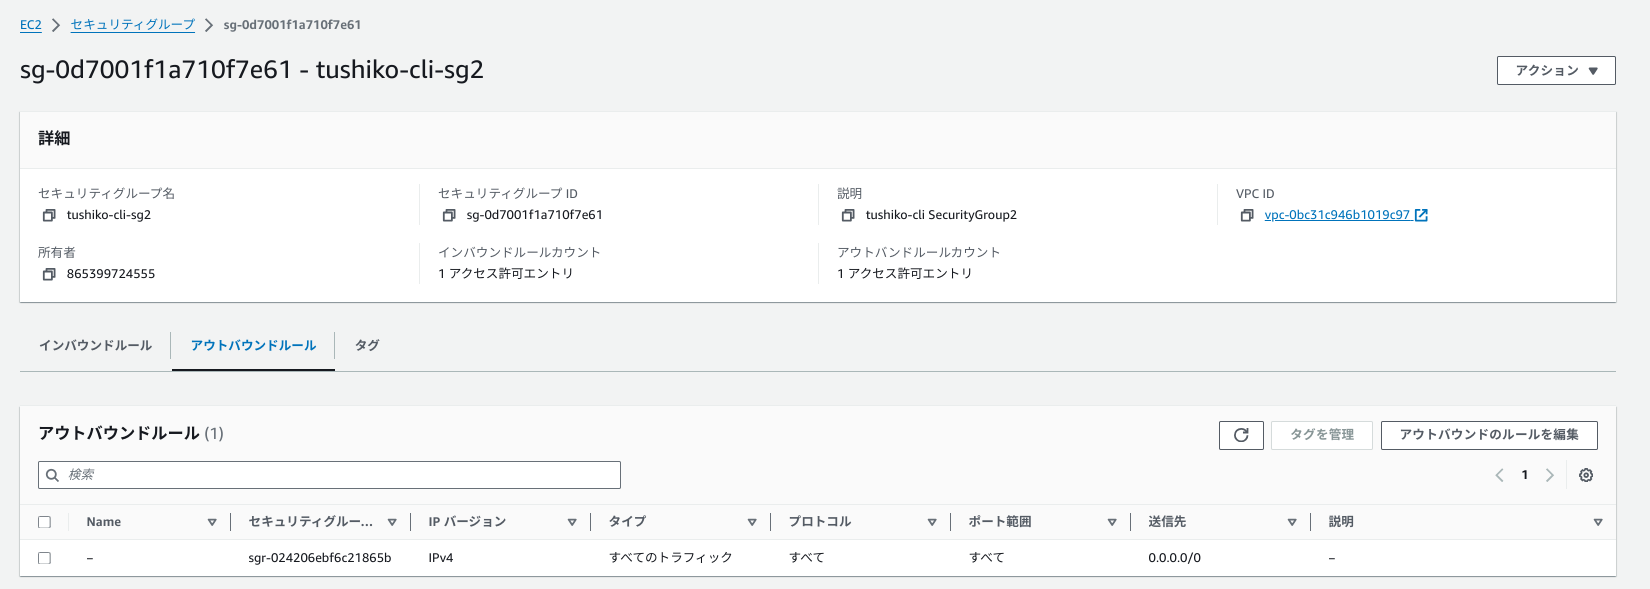 EC2 > セキュリティグループ > sg-0d7001f1a710f7e61
sg-0d7001f1a710f7e61 - tushiko-cli-sg2
アクション ▼
詳細
セキュリティグループ名 セキュリティグループ ID 説明 VPC ID
tushiko-cli-sg2 sg-0d7001f1a710f7e61 tushiko-cli SecurityGroup2 vpc-0bc31c946b1019c97
所有者 インバウンドルールカウント アウトバンドルールカウント
865399724555 1 アクセス許可エントリ 1 アクセス許可エントリ
インバウンドルール アウトバウンドルール タグ
アウトバウンドルール (1) タグを管理 アウトバウンドのルールを編集
検索 1
Name セキュリティグルー... IP バージョン タイプ プロトコル ポート範囲 送信先 説明
– sgr-024206ebf6c21865b IPv4 すべてのトラフィック すべて すべて 0.0.0.0/0 –